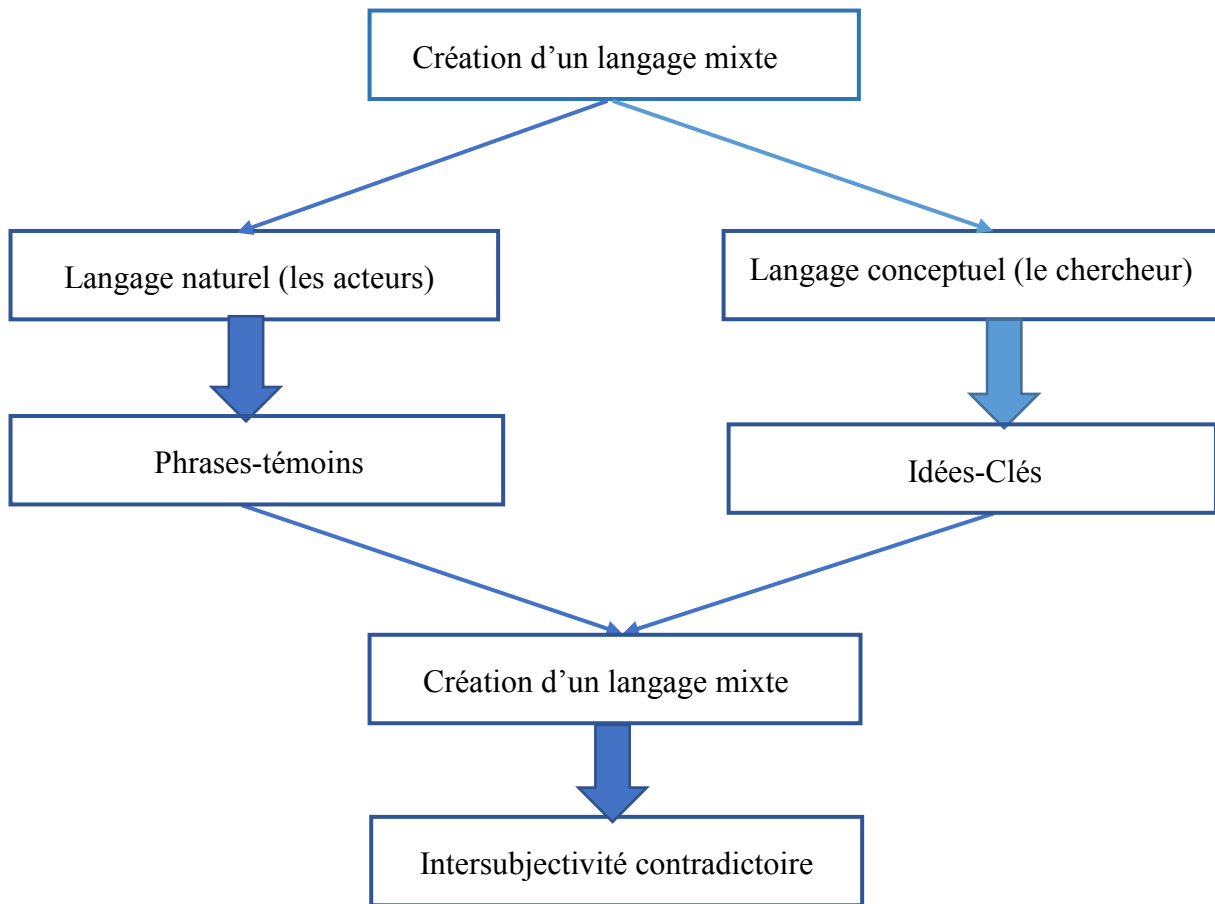 Création d’un langage mixte
Langage naturel (les acteurs)
Langage conceptuel (le chercheur)
Phrases-témoins
Idées-Clés
Création d’un langage mixte
Intersubjectivité contradictoire